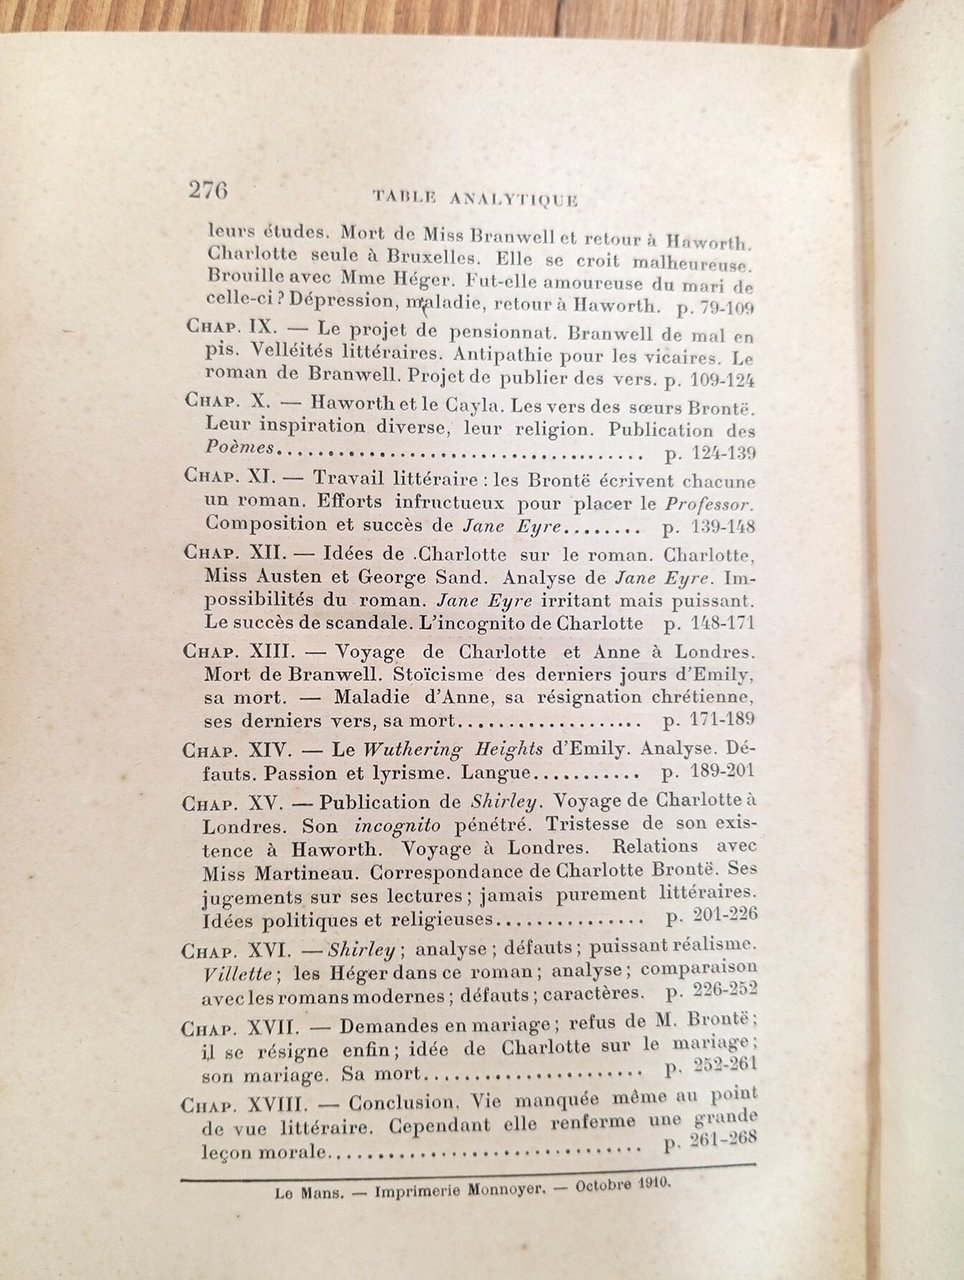 276
TABLE ANALYTIQUE
leurs études. Mort de Miss Branwell et retour à Haworth.
Charlotte seule à Bruxelles. Elle se croit malheureuse.
Brouille avec Mme Héger. Fut-elle amoureuse du mari de
celle-ci ? Dépression, maladie, retour à Haworth. p. 79-109
CHAP. IX. — Le projet de pensionnat. Branwell de mal en
pis. Velléités littéraires. Antipathie pour les vicaires. Le
roman de Branwell. Projet de publier des vers. p. 109-124
CHAP. X. — Haworth et le Cayla. Les vers des sœurs Brontë.
Leur inspiration diverse, leur religion. Publication des
Poèmes.................................... p. 124-139
CHAP. XI. — Travail littéraire : les Brontë écrivent chacune
un roman. Efforts infructueux pour placer le Professor.
Composition et succès de Jane Eyre........ p. 139-148
CHAP. XII. — Idées de .Charlotte sur le roman. Charlotte,
Miss Austen et George Sand. Analyse de Jane Eyre. Im-
possibilités du roman. Jane Eyre irritant mais puissant.
Le succès de scandale. L'incognito de Charlotte p. 148-171
CHAP. XIII. — Voyage de Charlotte et Anne à Londres.
Mort de Branwell. Stoïcisme des derniers jours d'Emily,
sa mort. — Maladie d'Anne, sa résignation chrétienne,
ses derniers vers, sa mort................... p. 171-189
CHAP. XIV. — Le Wuthering Heights d'Emily. Analyse. Dé-
fauts. Passion et lyrisme. Langue........... p. 189-201
CHAP. XV. — Publication de Shirley. Voyage de Charlotte à
Londres. Son incognito pénétré. Tristesse de son exis-
tence à Haworth. Voyage à Londres. Relations avec
Miss Martineau. Correspondance de Charlotte Brontë. Ses
jugements sur ses lectures ; jamais purement littéraires.
Idées politiques et religieuses............... p. 201-226
CHAP. XVI. — Shirley ; analyse ; défauts ; puissant réalisme.
Villette ; les Héger dans ce roman ; analyse ; comparaison
avec les romans modernes ; défauts ; caractères. p. 226-252
CHAP. XVII. — Demandes en mariage ; refus de M. Brontë ;
il se résigne enfin ; idée de Charlotte sur le mariage ;
son mariage. Sa mort...................... p. 252-261
CHAP. XVIII. — Conclusion. Vie manquée même au point
de vue littéraire. Cependant elle renferme une grande
leçon morale............................... p. 261-268
Le Mans. — Imprimerie Monnoyer. — Octobre 1910.